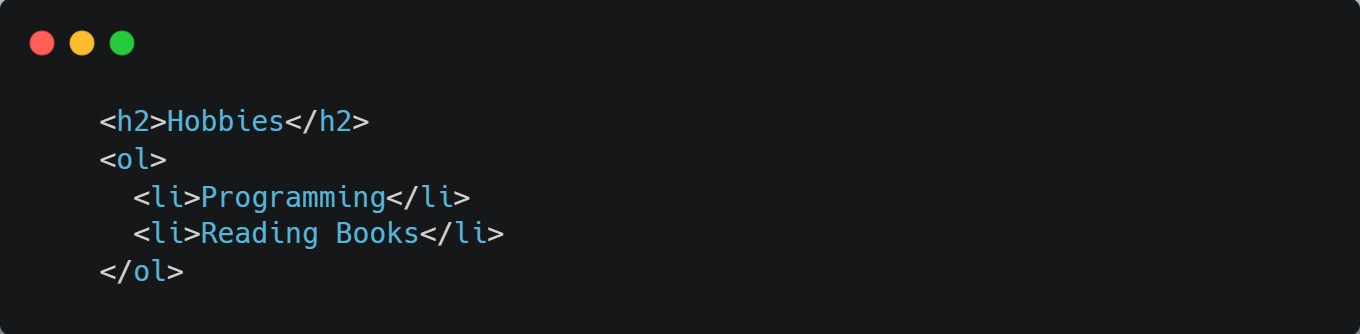 <h2>Hobbies</h2>
<ol>
  <li>Programming</li>
  <li>Reading Books</li>
</ol>